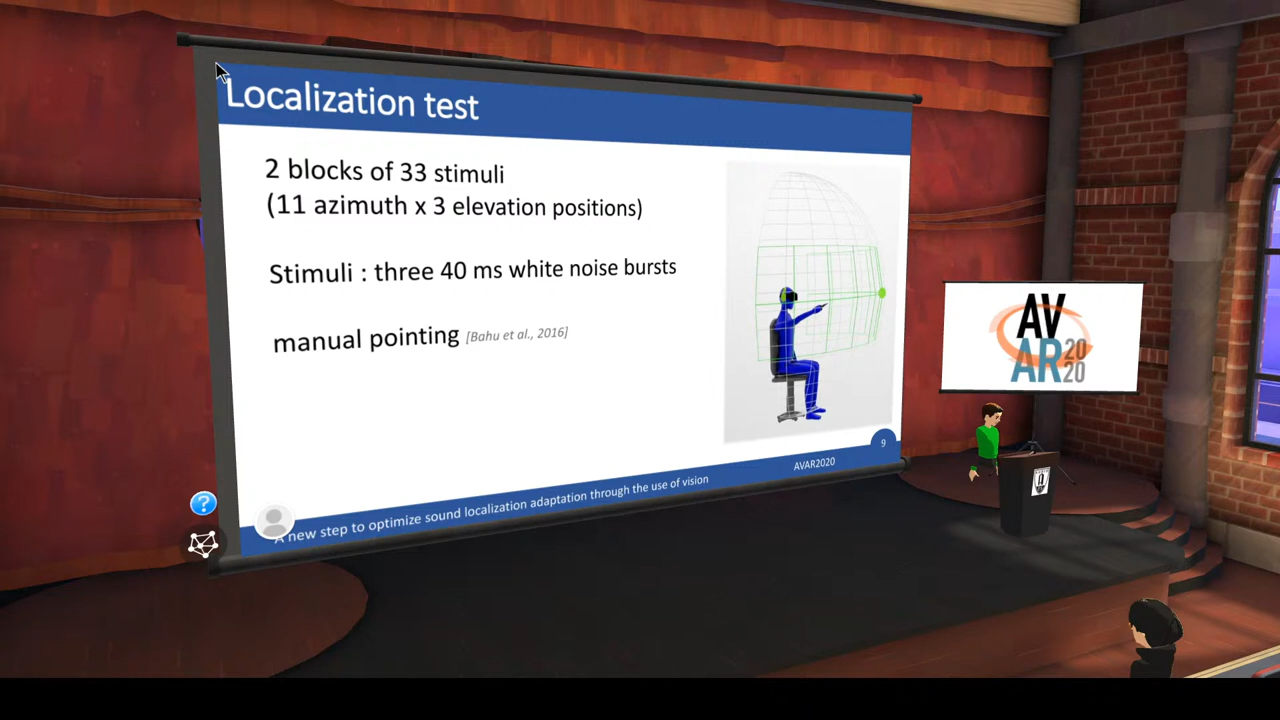 Localization test
2 blocks of 33 stimuli
(11 azimuth x 3 elevation positions)
Stimuli : three 40 ms white noise bursts
manual pointing [Bahu et al., 2016]
9
AVAR2020
A new step to optimize sound localization adaptation through the use of vision
AV
AR 20
20
?